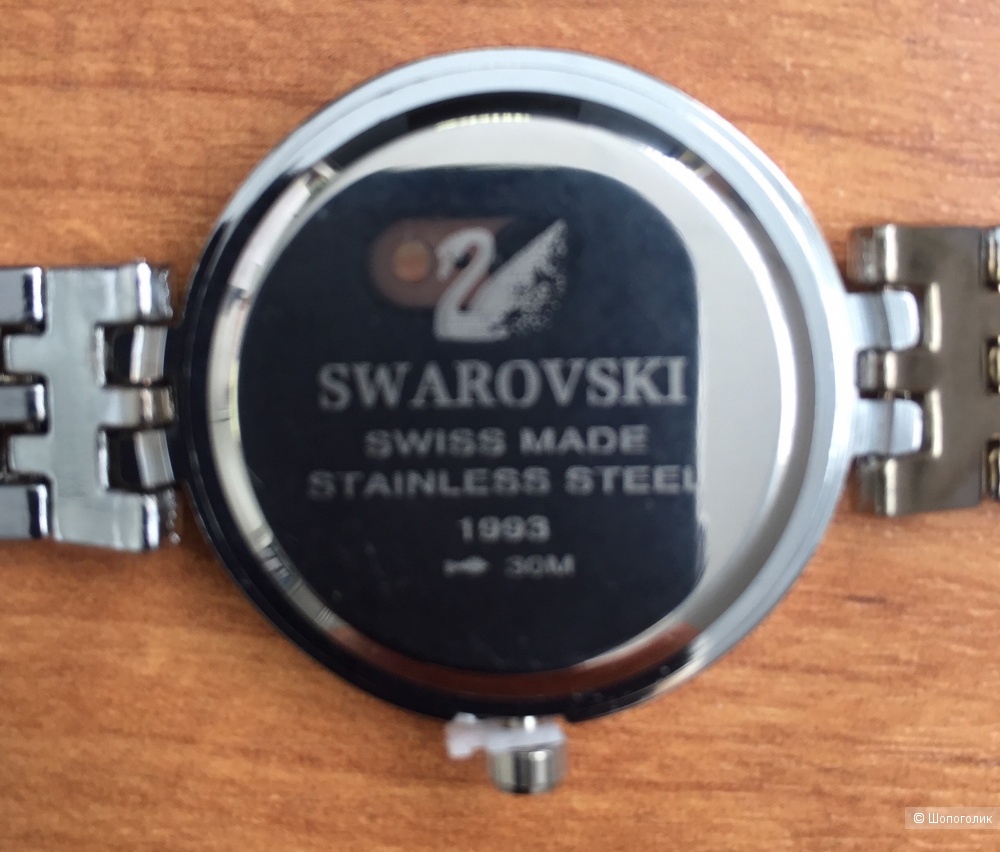 SWAROVSKI
SWISS MADE
STAINLESS STEEL
1993
30M
© Шопоголик